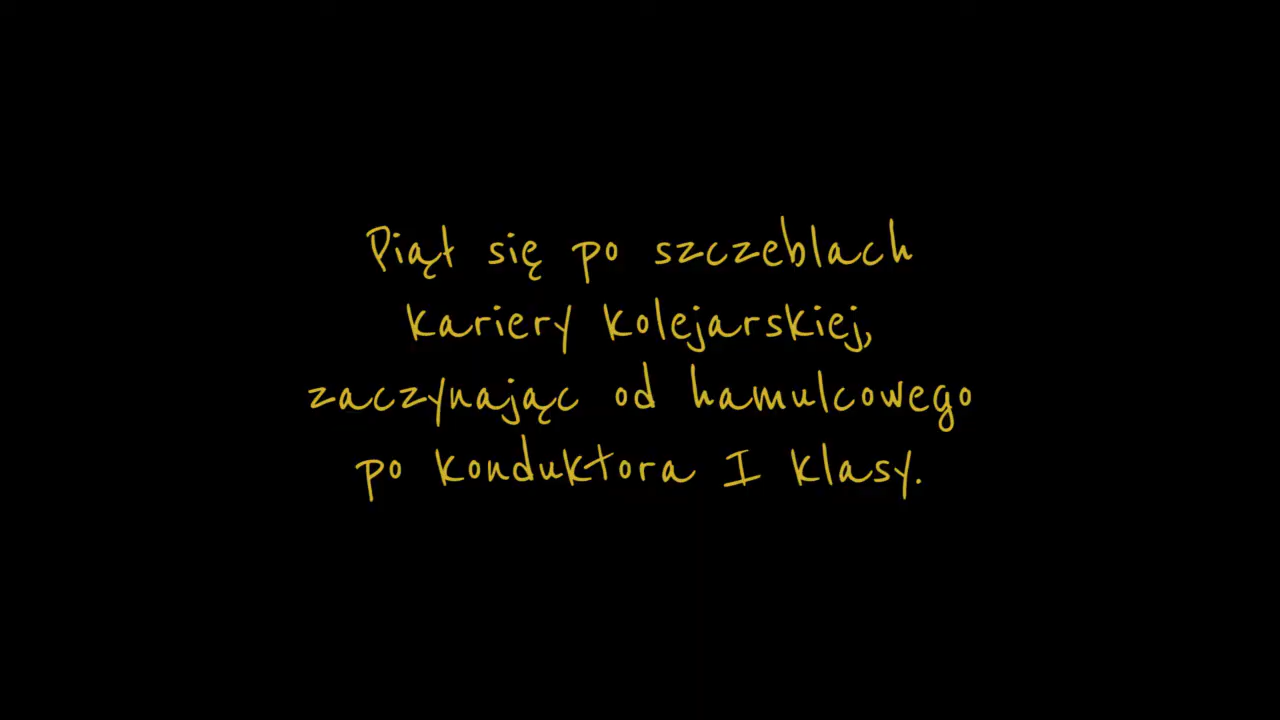 Piął się po szczeblach
kariery kolejarskiej,
zaczynając od hamulcowego
po konduktora I klasy.